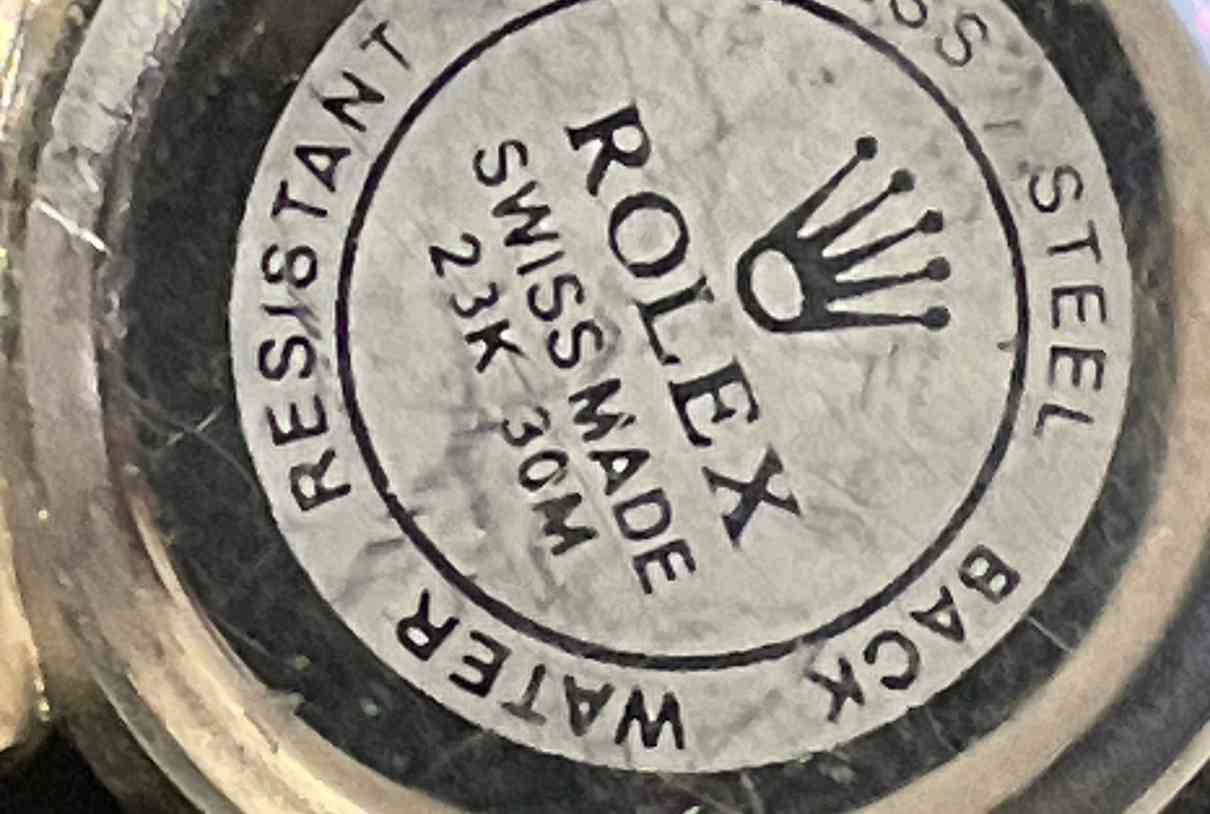 ROLEX
SWISS MADE
23K 30M
STEEL BACK WATER RESISTANT